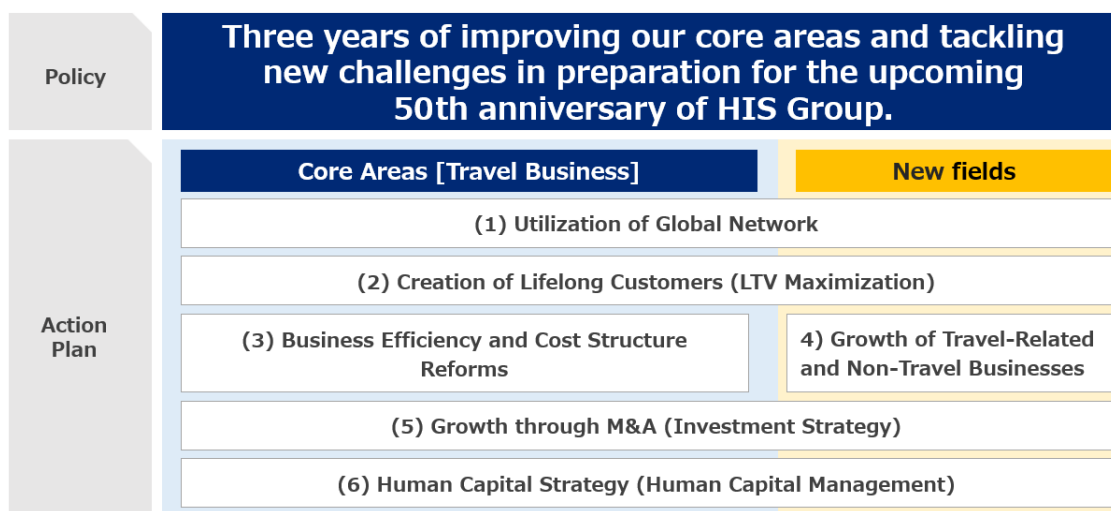 Policy
Three years of improving our core areas and tackling
new challenges in preparation for the upcoming
50th anniversary of HIS Group.
Action
Plan
Core Areas [Travel Business]
New fields
(1) Utilization of Global Network
(2) Creation of Lifelong Customers (LTV Maximization)
(3) Business Efficiency and Cost Structure
Reforms
4) Growth of Travel-Related
and Non-Travel Businesses
(5) Growth through M&A (Investment Strategy)
(6) Human Capital Strategy (Human Capital Management)